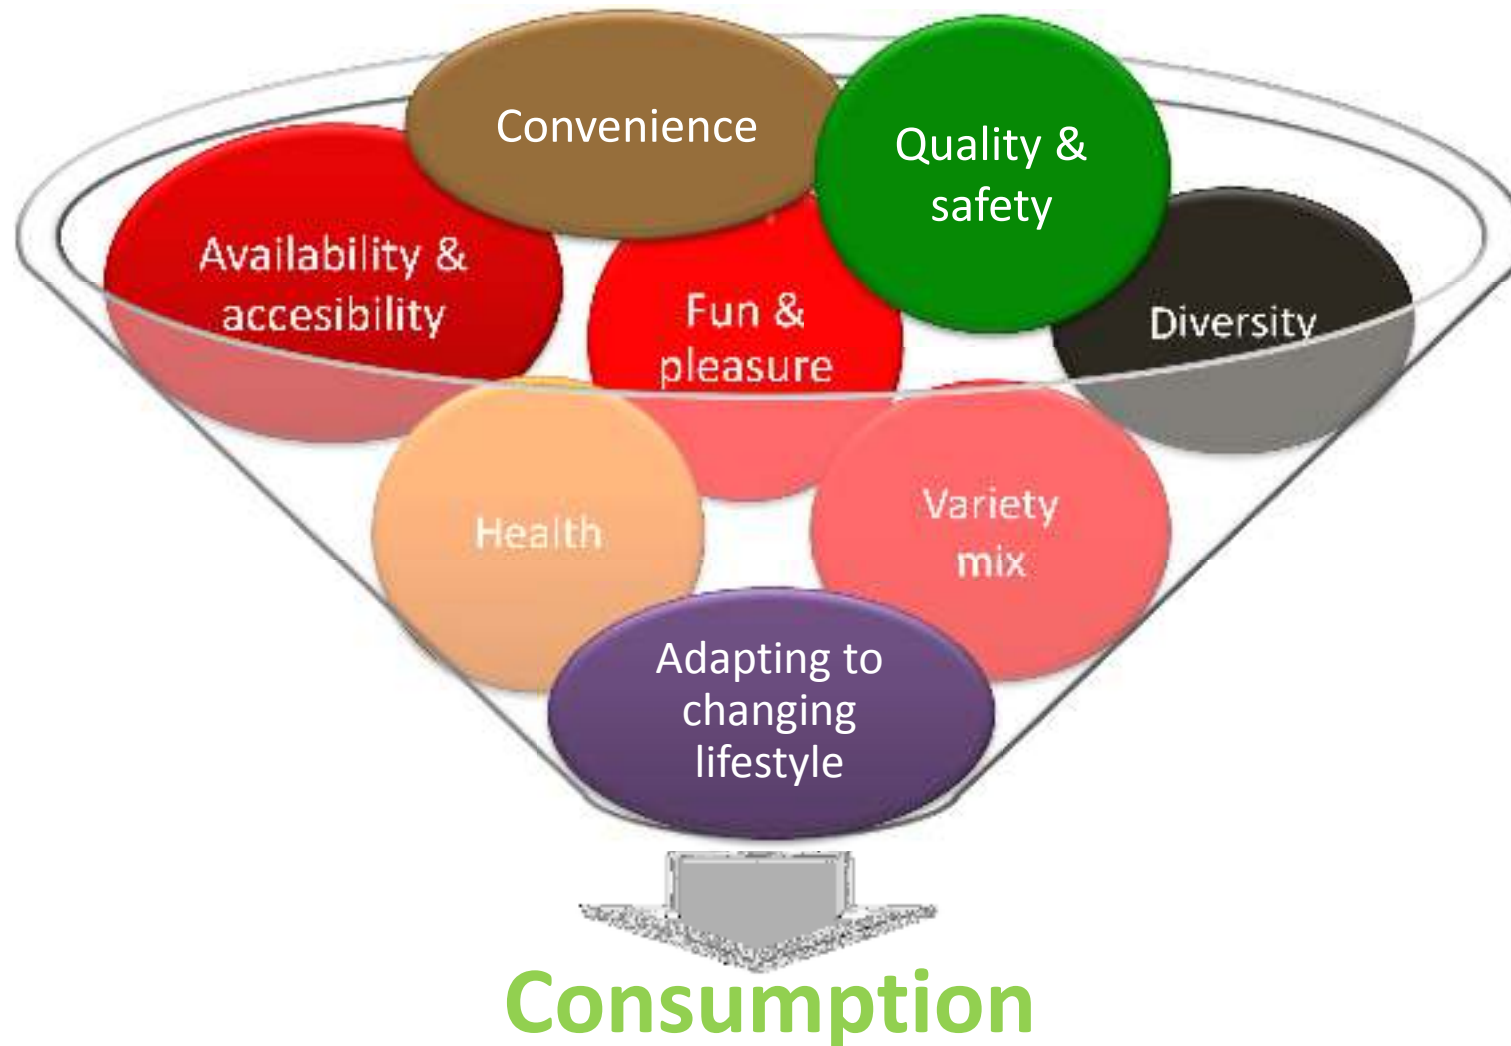 Convenience
Quality &
safety
Availability &
accesibility
Fun &
pleasure
Diversity
Health
Variety
mix
Adapting to
changing
lifestyle
Consumption